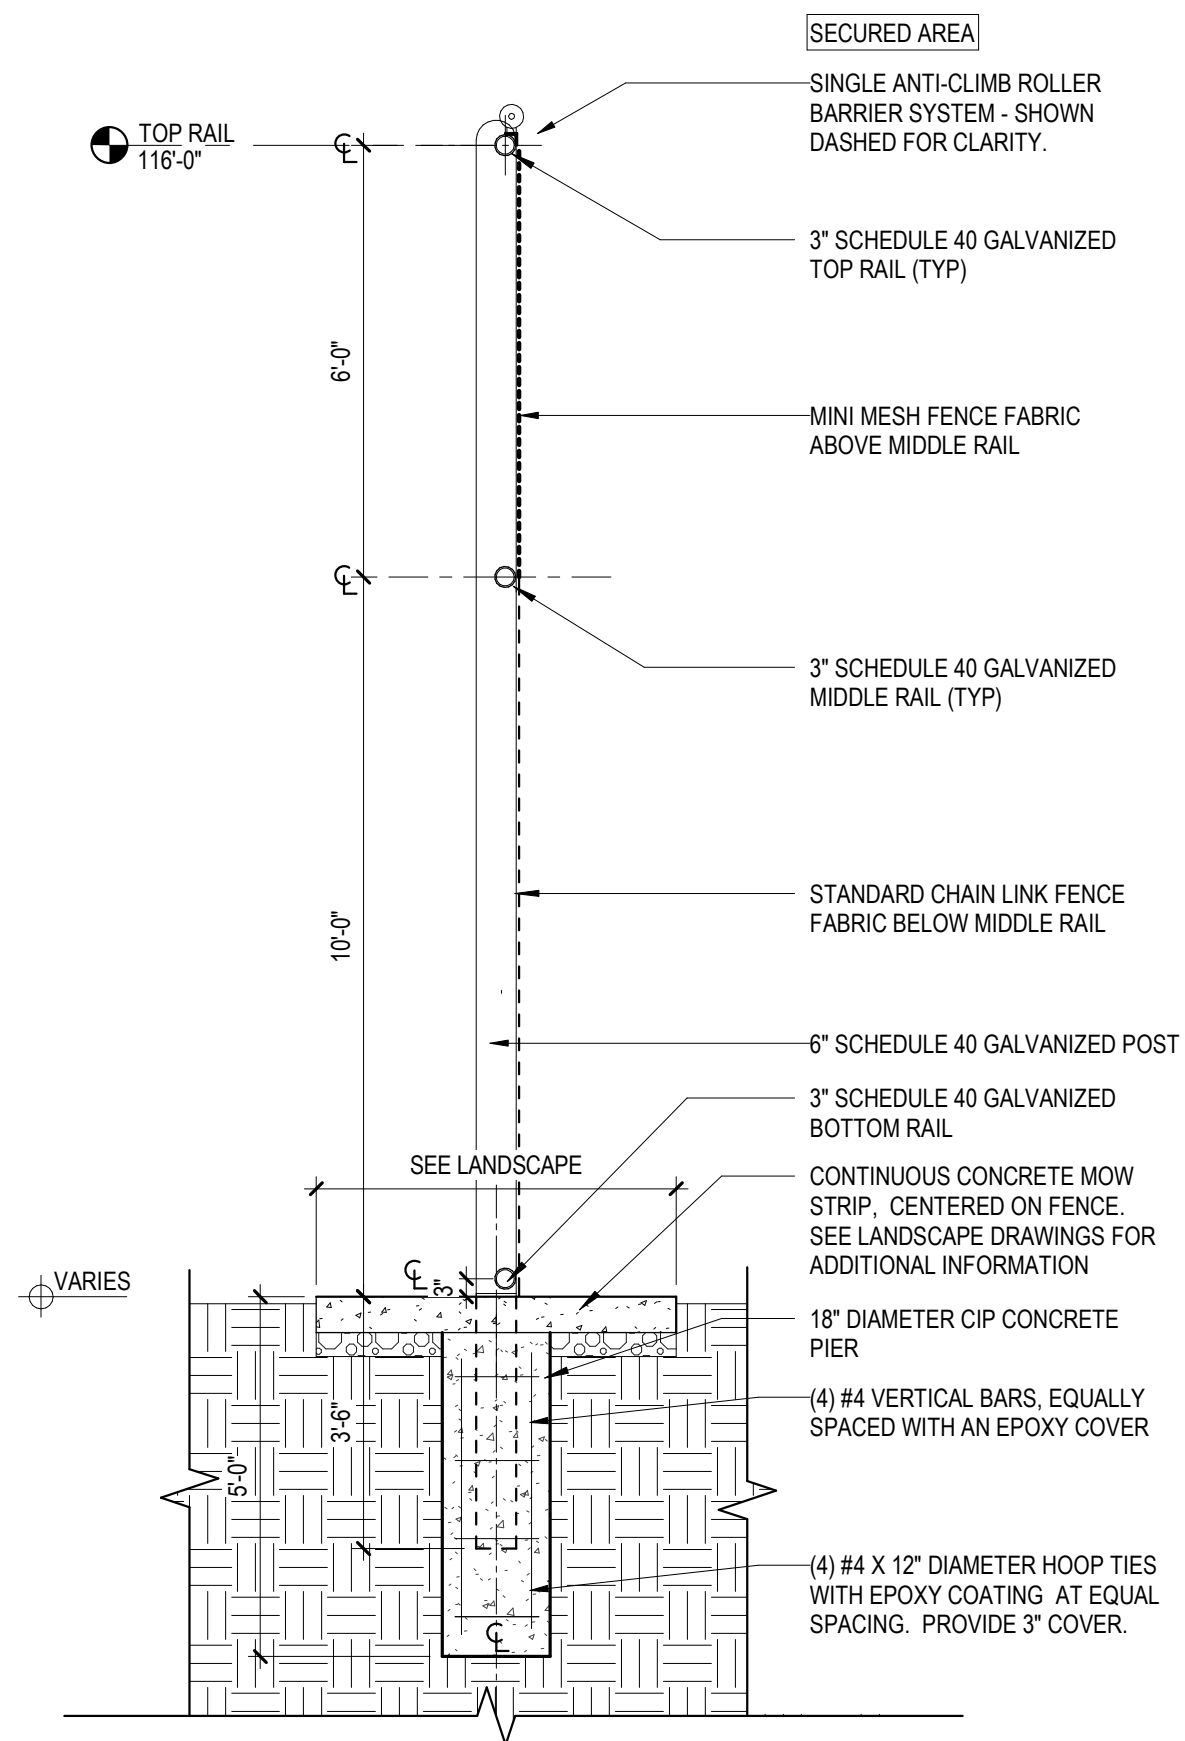 SECURED AREA
SINGLE ANTI-CLIMB ROLLER
BARRIER SYSTEM - SHOWN
DASHED FOR CLARITY.
TOP RAIL
116'-0"
CL
3" SCHEDULE 40 GALVANIZED
TOP RAIL (TYP)
6'-0"
MINI MESH FENCE FABRIC
ABOVE MIDDLE RAIL
CL
3" SCHEDULE 40 GALVANIZED
MIDDLE RAIL (TYP)
10'-0"
STANDARD CHAIN LINK FENCE
FABRIC BELOW MIDDLE RAIL
6" SCHEDULE 40 GALVANIZED POST
3" SCHEDULE 40 GALVANIZED
BOTTOM RAIL
SEE LANDSCAPE
CONTINUOUS CONCRETE MOW
STRIP, CENTERED ON FENCE.
SEE LANDSCAPE DRAWINGS FOR
ADDITIONAL INFORMATION
VARIES
CL
3"
18" DIAMETER CIP CONCRETE
PIER
(4) #4 VERTICAL BARS, EQUALLY
SPACED WITH AN EPOXY COVER
3'-6"
5'-0"
(4) #4 X 12" DIAMETER HOOP TIES
WITH EPOXY COATING AT EQUAL
SPACING. PROVIDE 3" COVER.
CL